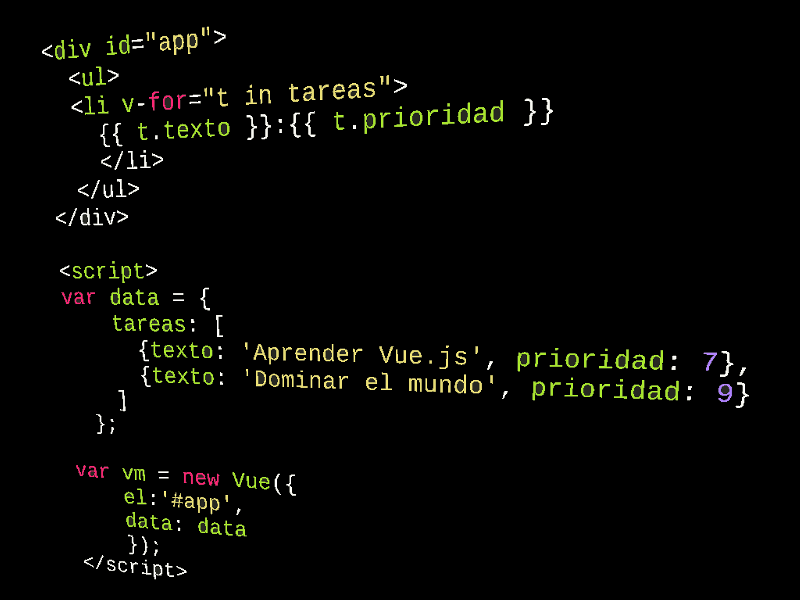 <div id="app">
<ul>
<li v-for="t in tareas">
{{ t.texto }}:{{ t.prioridad }}
</li>
</ul>
</div>
<script>
var data = {
tareas: [
{texto: 'Aprender Vue.js', prioridad: 7},
{texto: 'Dominar el mundo', prioridad: 9}
]
};
var vm = new Vue({
el:'#app',
data: data
});
</script>